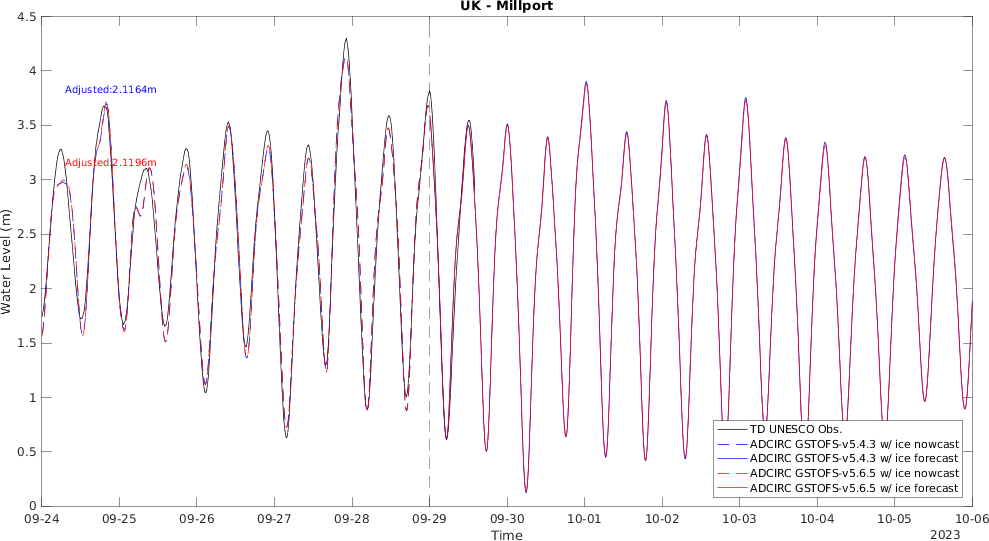 UK - Millport
4.5
4
3.5
3
2.5
2
1.5
1
0.5
0
Water Level (m)
Adjusted:2.1164m
Adjusted:2.1196m
TD UNESCO Obs.
ADCIRC GSTOFS-v5.4.3 w/ ice nowcast
ADCIRC GSTOFS-v5.4.3 w/ ice forecast
ADCIRC GSTOFS-v5.6.5 w/ ice nowcast
ADCIRC GSTOFS-v5.6.5 w/ ice forecast
09-24 09-25 09-26 09-27 09-28 09-29 09-30 10-01 10-02 10-03 10-04 10-05 10-06
Time
2023